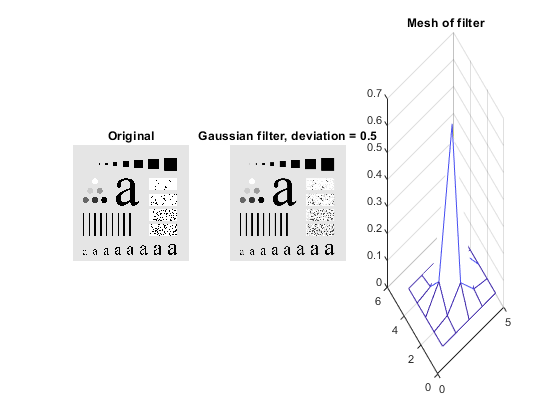 Mesh of filter
Original
Gaussian filter, deviation = 0.5
a
a a a a a a a a
0.7
0.6
0.5
0.4
0.3
0.2
0.1
0
6
4
2
0
a
a a a a a a a a
0
5